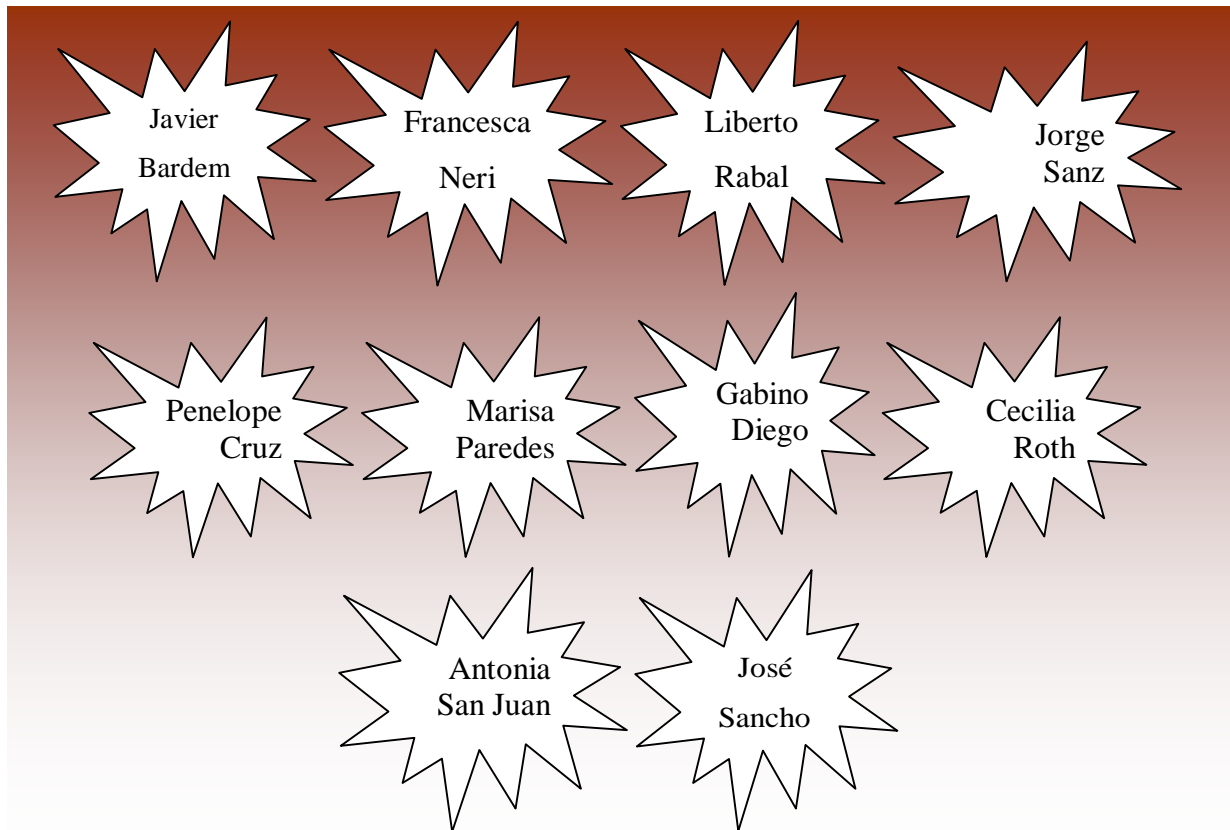 Javier
Bardem
Francesca
Neri
Liberto
Rabal
Jorge
Sanz
Penelope
Cruz
Marisa
Paredes
Gabino
Diego
Cecilia
Roth
Antonia
San Juan
José
Sancho